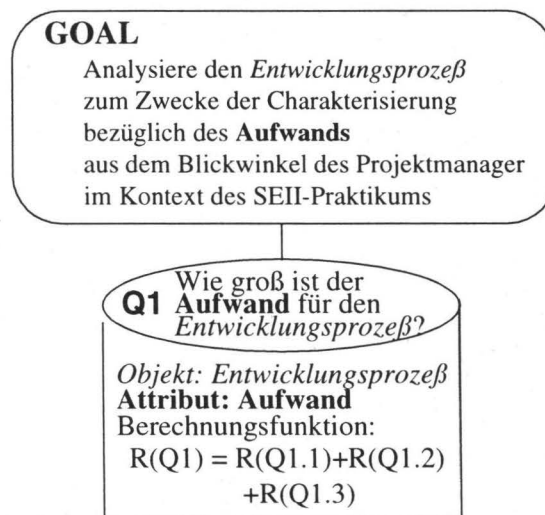 GOAL
Analysiere den Entwicklungsprozeß
zum Zwecke der Charakterisierung
bezüglich des Aufwands
aus dem Blickwinkel des Projektmanager
im Kontext des SEII-Praktikums
Wie groß ist der
Q1 Aufwand für den
Entwicklungsprozeß?
Objekt: Entwicklungsprozeß
Attribut: Aufwand
Berechnungsfunktion:
R(Q1) = R(Q1.1)+R(Q1.2)
+R(Q1.3)